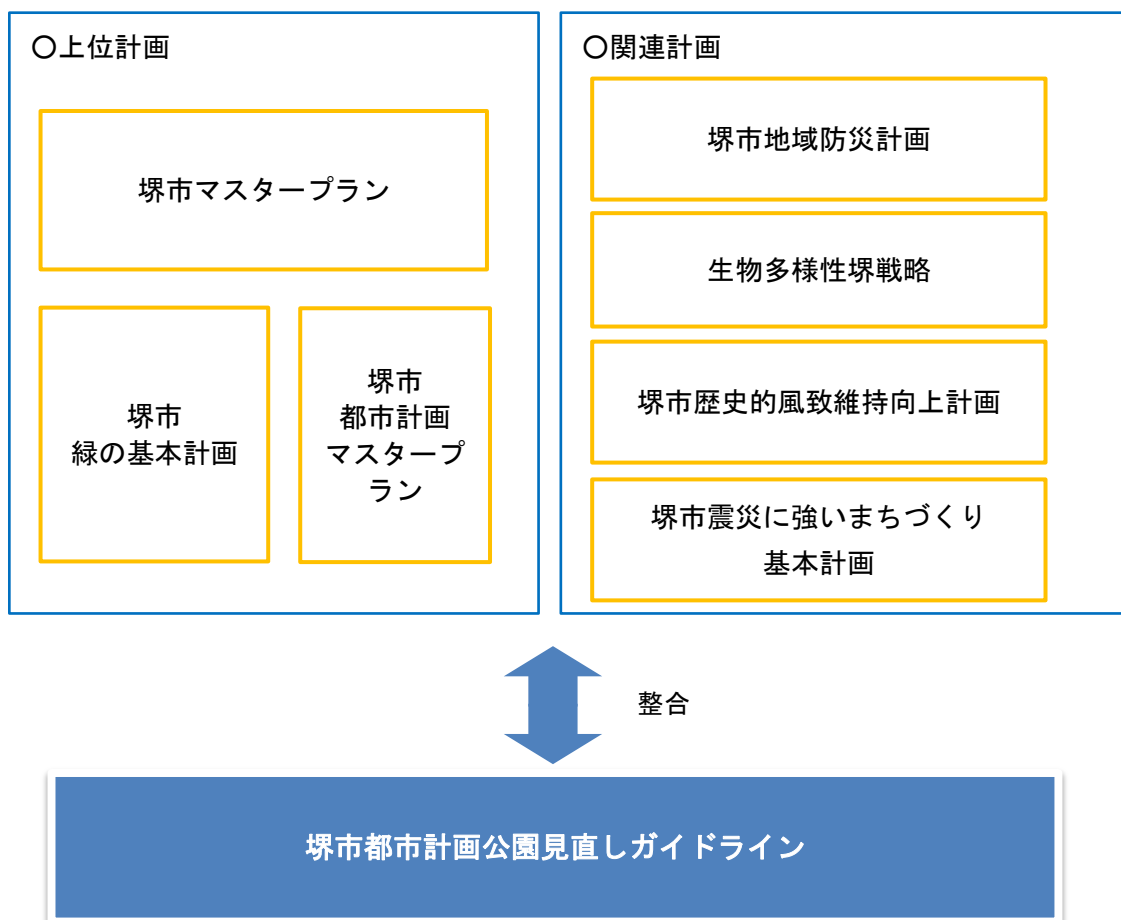 〇上位計画
堺市マスタープラン
堺市
緑の基本計画
堺市
都市計画
マスタープ
ラン
〇関連計画
堺市地域防災計画
生物多様性堺戦略
堺市歴史的風致維持向上計画
堺市震災に強いまちづくり
基本計画
整合
堺市都市計画公園見直しガイドライン